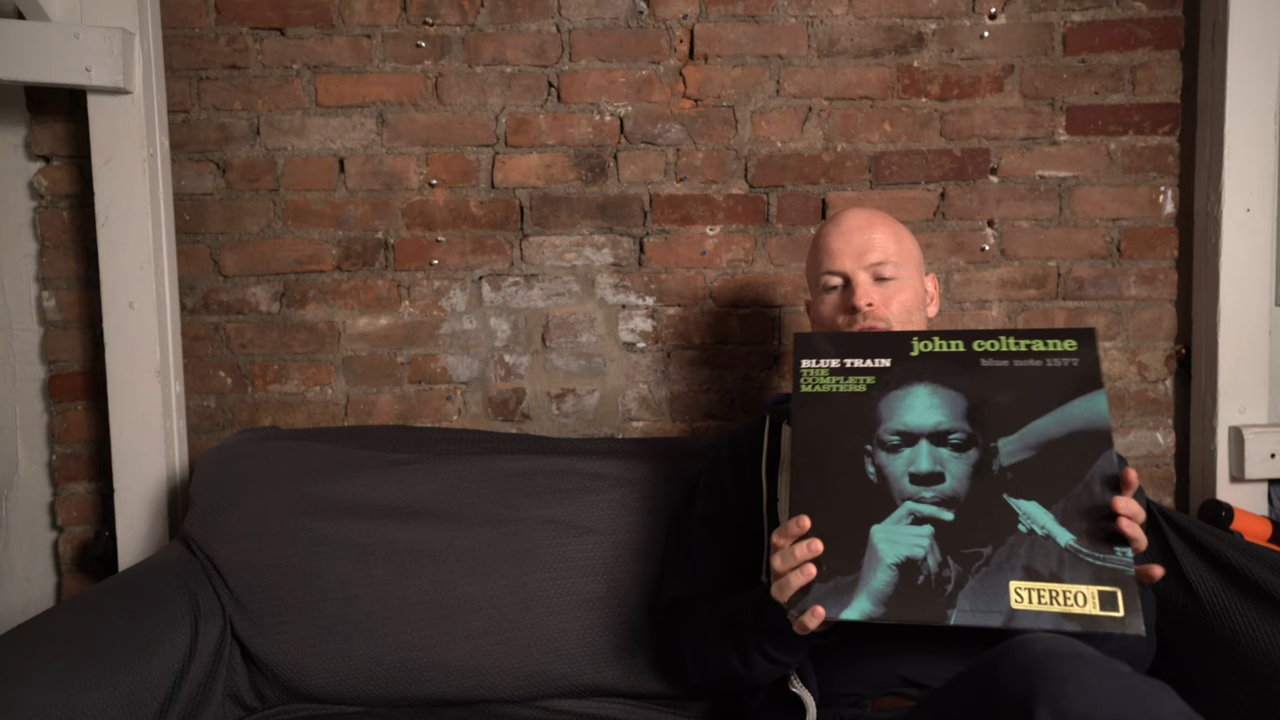 john coltrane
BLUE TRAIN
blue note 1577
THE
COMPLETE
MASTERS
STEREO